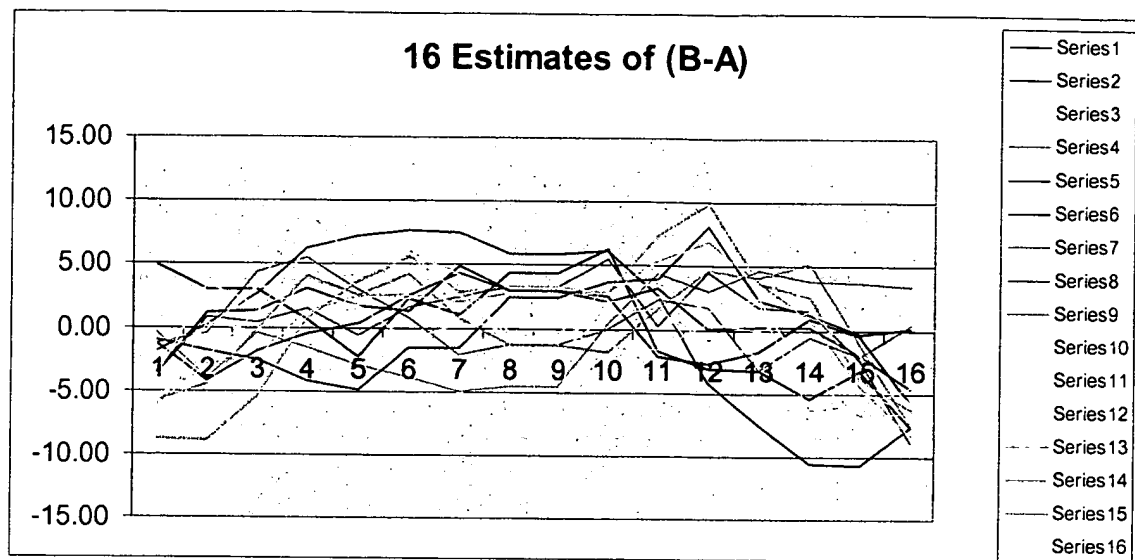 16 Estimates of (B-A)
15.00
10.00
5.00
0.00
-5.00
-10.00
-15.00
1 2 3 4 5 6 7 8 9 10 11 12 13 14 15 16
Series1
Series2
Series3
Series4
Series5
Series6
Series7
Series8
Series9
Series10
Series11
Series12
Series13
Series14
Series15
Series16